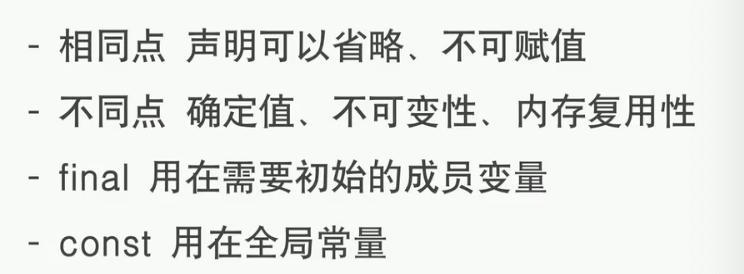 - 相同点 声明可以省略、不可赋值
- 不同点 确定值、不可变性、内存复用性
- final 用在需要初始的成员变量
- const 用在全局常量